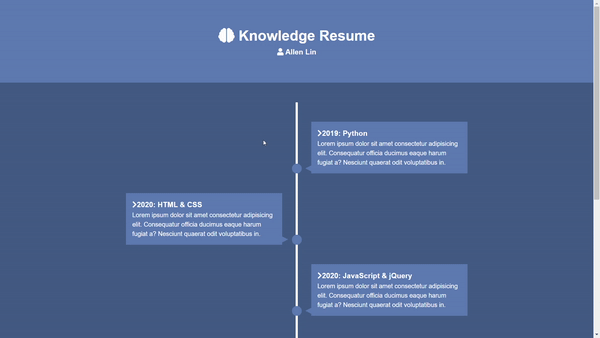 Knowledge Resume
Allen Lin
2019: Python
Lorem ipsum dolor sit amet consectetur adipisicing
elit. Consequatur officia ducimus eaque harum
fugiat a? Nesciunt quaerat odit voluptatibus in.
2020: HTML & CSS
Lorem ipsum dolor sit amet consectetur adipisicing
elit. Consequatur officia ducimus eaque harum
fugiat a? Nesciunt quaerat odit voluptatibus in.
2020: JavaScript & jQuery
Lorem ipsum dolor sit amet consectetur adipisicing
elit. Consequatur officia ducimus eaque harum
fugiat a? Nesciunt quaerat odit voluptatibus in.